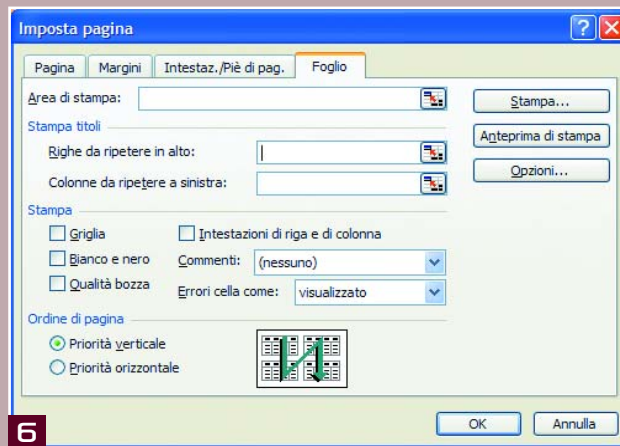 Imposta pagina
Pagina Margini Intestaz./Piè di pag. Foglio
Area di stampa:
Stampa...
Stampa titoli
Anteprima di stampa
Righe da ripetere in alto:
Opzioni...
Colonne da ripetere a sinistra:
Stampa
Griglia Intestazioni di riga e di colonna
Bianco e nero Commenti: (nessuno)
Qualità bozza Errori cella come: visualizzato
Ordine di pagina
Priorità verticale
Priorità orizzontale
6 OK Annulla